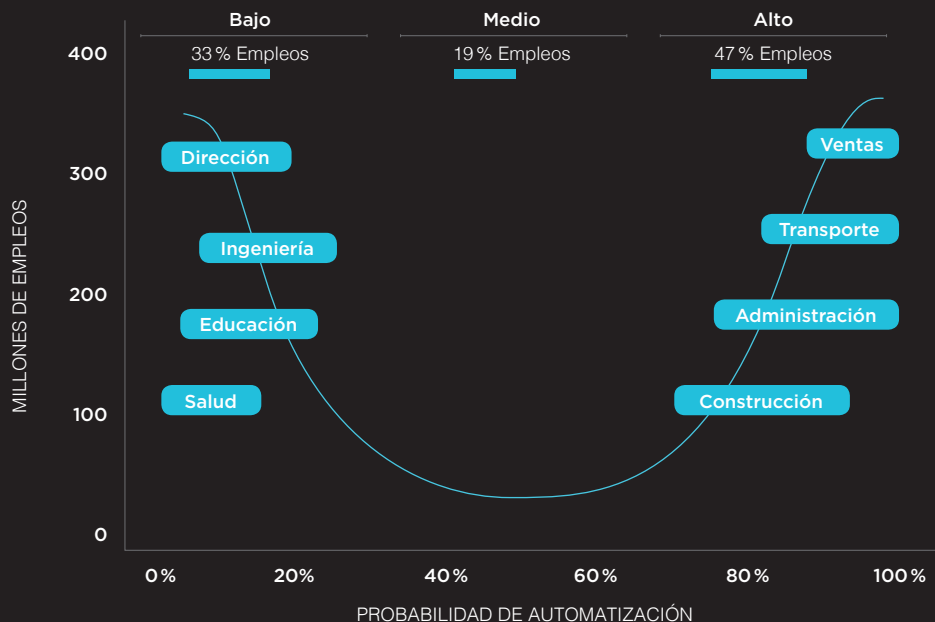 Bajo
Medio
Alto
33 % Empleos
19 % Empleos
47 % Empleos
MILLONES DE EMPLEOS
400
300
200
100
0
Dirección
Ingeniería
Educación
Salud
Ventas
Transporte
Administración
Construcción
0 %
20 %
40 %
60 %
80 %
100 %
PROBABILIDAD DE AUTOMATIZACIÓN